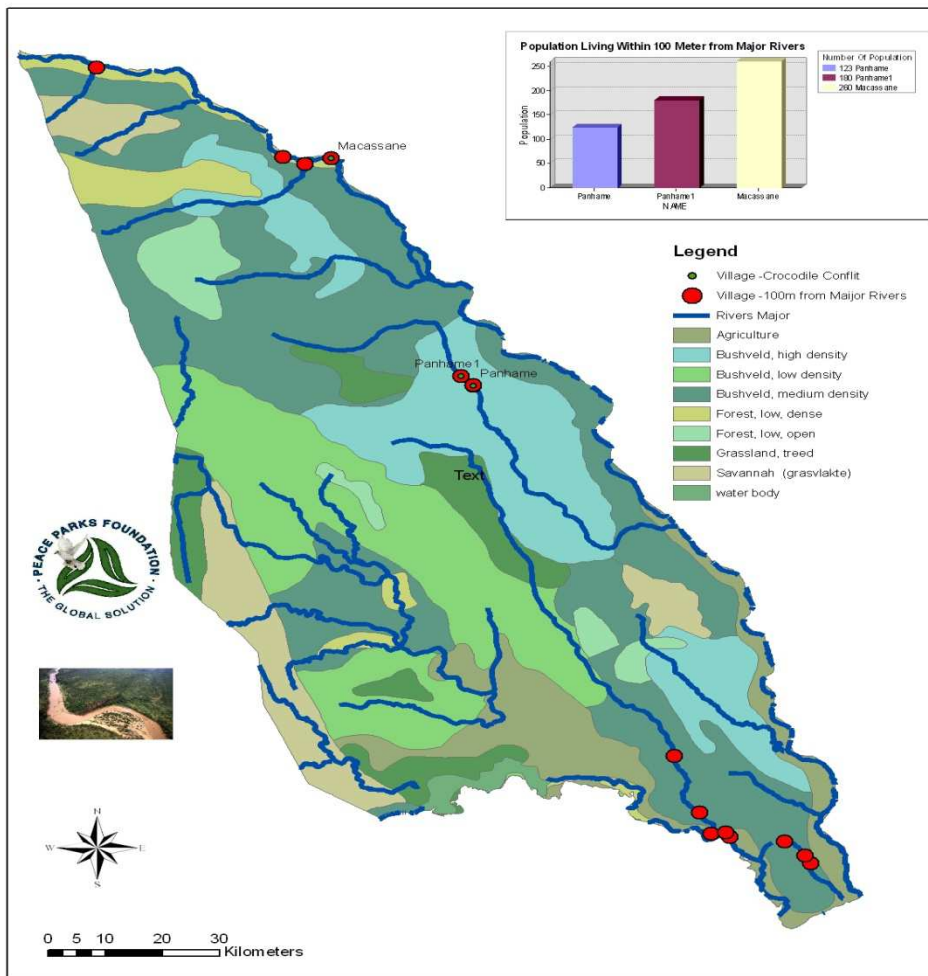 Population Living Within 100 Meter from Major Rivers
Population
250
200
150
100
50
0
Panhame
Panhame1
Macassane
NAME
Number Of Population
123 Panhame
180 Panhame1
260 Macassane
Macassane
Panhame1
Panhame
Text
Legend
Village -Crocodile Conflit
Village -100m from Maijor Rivers
Rivers Major
Agriculture
Bushveld, high density
Bushveld, low density
Bushveld, medium density
Forest, low, dense
Forest, low, open
Grassland, treed
Savannah (grasvlakte)
water body
· PEACE PARKS FOUNDATION ·
THE GLOBAL SOLUTION
N
W E
S
0 5 10 20 30
Kilometers